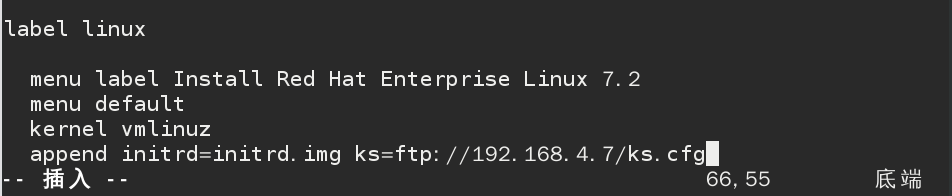 label linux
menu label Install Red Hat Enterprise Linux 7.2
menu default
kernel vmlinuz
append initrd=initrd.img ks=ftp://192.168.4.7/ks.cfg
-- 插入 -- 66,55 底端